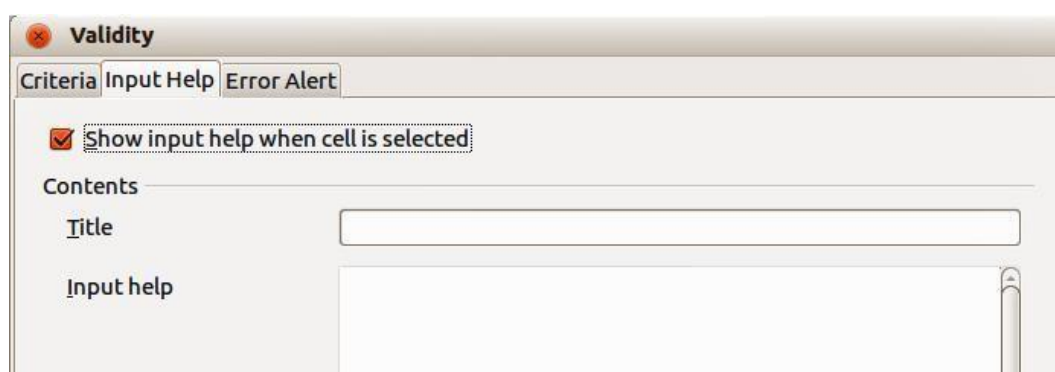 Validity
Criteria Input Help Error Alert
Show input help when cell is selected
Contents
Title
Input help